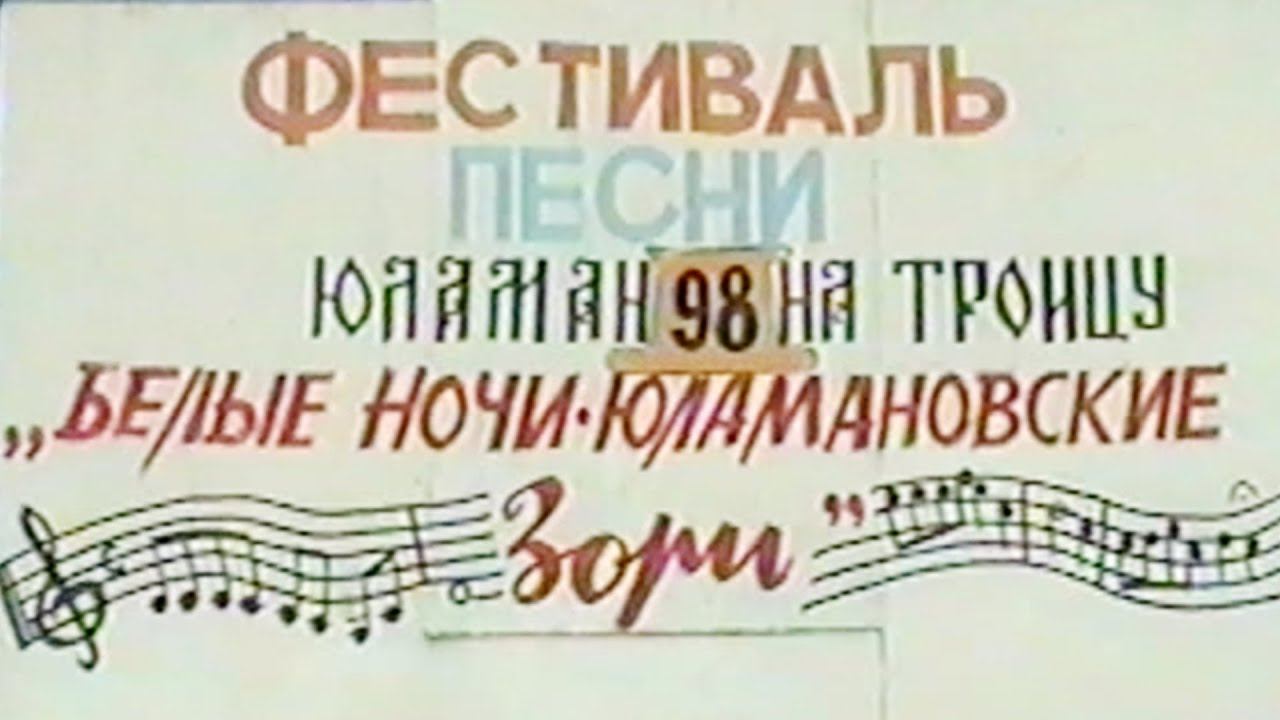 ФЕСТИВАЛЬ
ПЕСНИ
ЮЛАМАН 98 НА ТРОИЦУ
„БЕЛЫЕ НОЧИ·ЮЛАМАНОВСКИЕ
Зори”